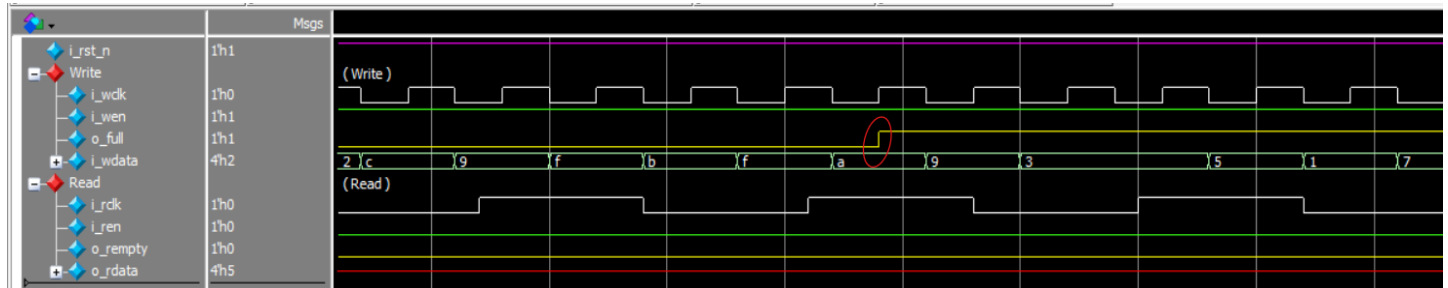 Msgs
i_rst_n 1'h1
Write (Write)
i_wclk 1'h0
i_wen 1'h1
o_full 1'h1
i_wdata 4'h2 2 c 9 f b f a 9 3 5 1 7
Read (Read)
i_rclk 1'h0
i_ren 1'h0
o_rempty 1'h0
o_rdata 4'h5